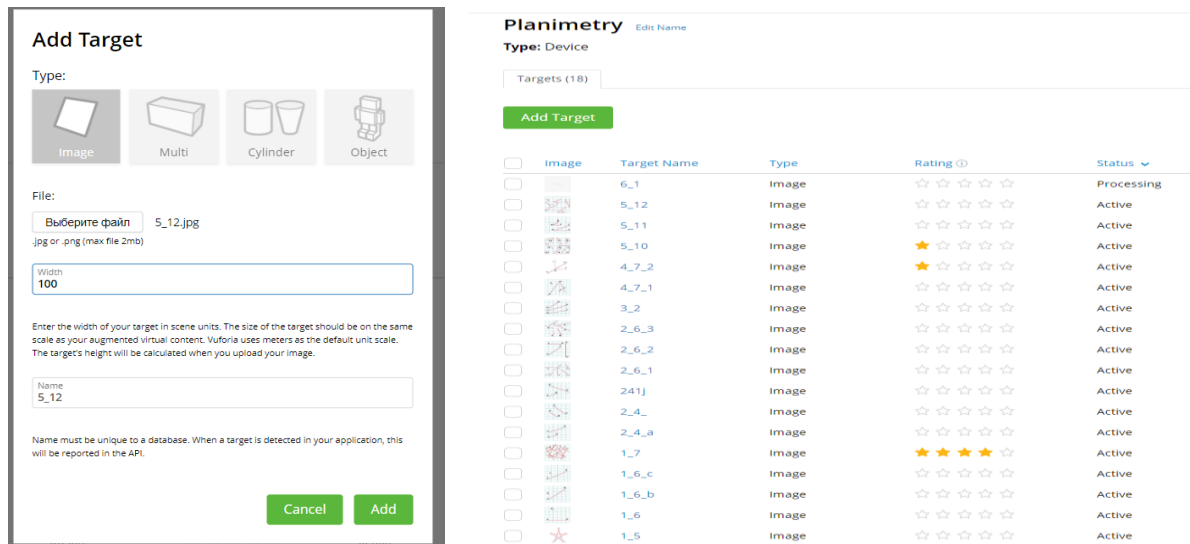 Add Target
Type:
Image Multi Cylinder Object
File:
Выберите файл 5_12.jpg
.jpg or .png (max file 2mb)
Width
100
Enter the width of your target in scene units. The size of the target should be on the same
scale as your augmented virtual content. Vuforia uses meters as the default unit scale.
The target's height will be calculated when you upload your image.
Name
5_12
Name must be unique to a database. When a target is detected in your application, this
will be reported in the API.
Cancel Add
Planimetry Edit Name
Type: Device
Targets (18)
Add Target
Image Target Name Type Rating Status
6_1 Image Processing
5_12 Image Active
5_11 Image Active
5_10 Image Active
4_7_2 Image Active
4_7_1 Image Active
3_2 Image Active
2_6_3 Image Active
2_6_2 Image Active
2_6_1 Image Active
241j Image Active
2_4_ Image Active
2_4_a Image Active
1_7 Image Active
1_6_c Image Active
1_6_b Image Active
1_6 Image Active
1_5 Image Active